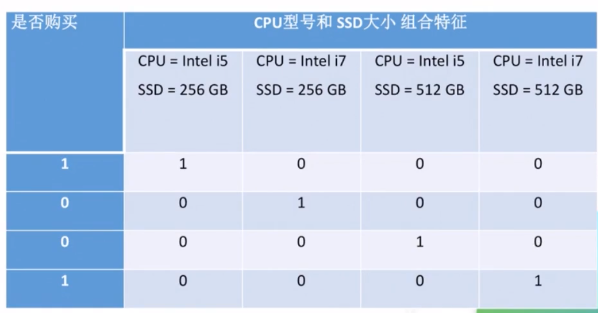 是否购买 CPU型号和 SSD大小 组合特征
CPU = Intel i5 CPU = Intel i7 CPU = Intel i5 CPU = Intel i7
SSD = 256 GB SSD = 256 GB SSD = 512 GB SSD = 512 GB
1 1 0 0 0
0 0 1 0 0
0 0 0 1 0
1 0 0 0 1